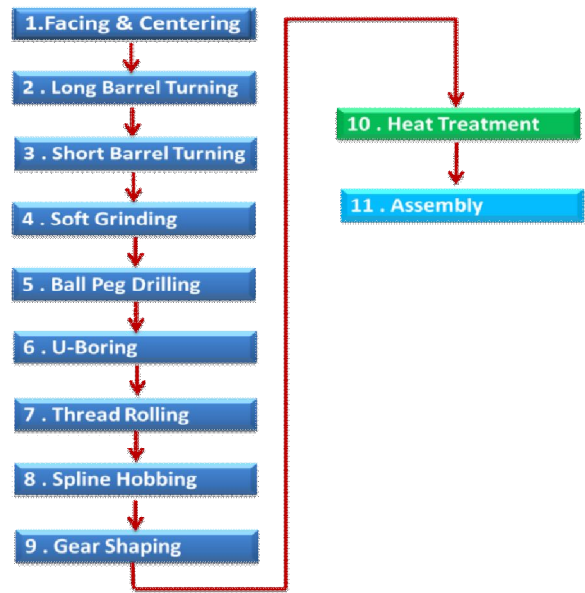 1.Facing & Centering
2 . Long Barrel Turning
3 . Short Barrel Turning
4 . Soft Grinding
5 . Ball Peg Drilling
6 . U-Boring
7 . Thread Rolling
8 . Spline Hobbing
9 . Gear Shaping
10 . Heat Treatment
11 . Assembly